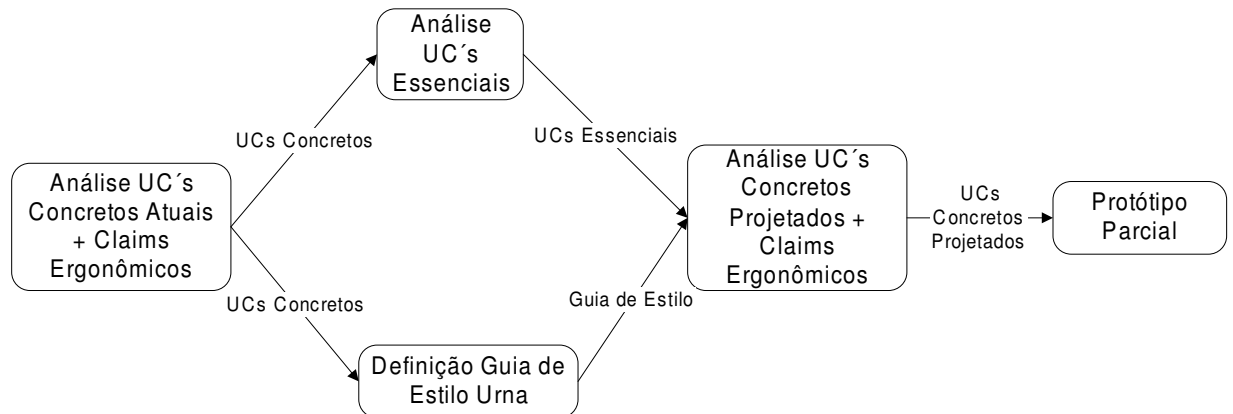 Análise
UC´s
Essenciais
UCs Concretos
UCs Essenciais
Análise UC´s
Concretos Atuais
+ Claims
Ergonômicos
Análise UC´s
Concretos
Projetados +
Claims
Ergonômicos
UCs
Concretos
Projetados
Protótipo
Parcial
UCs Concretos
Guia de Estilo
Definição Guia de
Estilo Urna